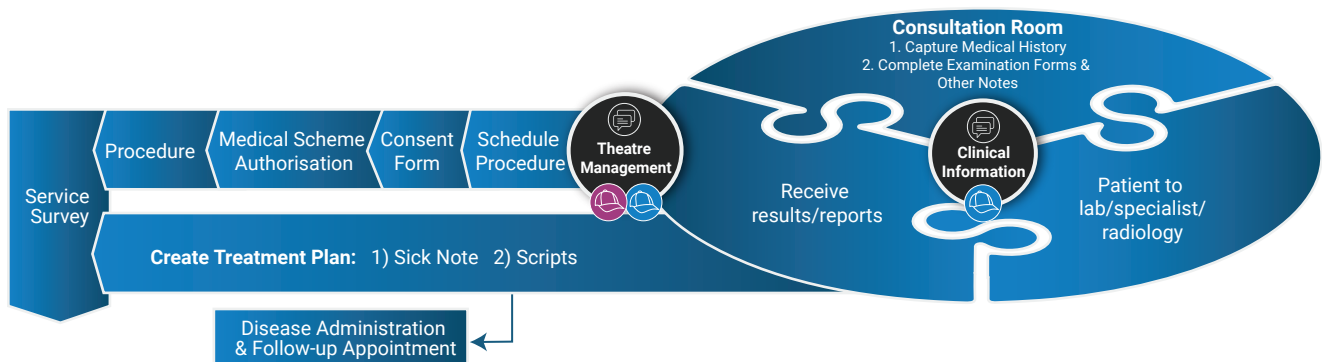 Consultation Room
1. Capture Medical History
2. Complete Examination Forms &
Other Notes
Clinical
Information
Patient to
lab/specialist/
radiology
Receive
results/reports
Theatre
Management
Schedule
Procedure
Consent
Form
Medical Scheme
Authorisation
Procedure
Service
Survey
Create Treatment Plan: 1) Sick Note 2) Scripts
Disease Administration
& Follow-up Appointment